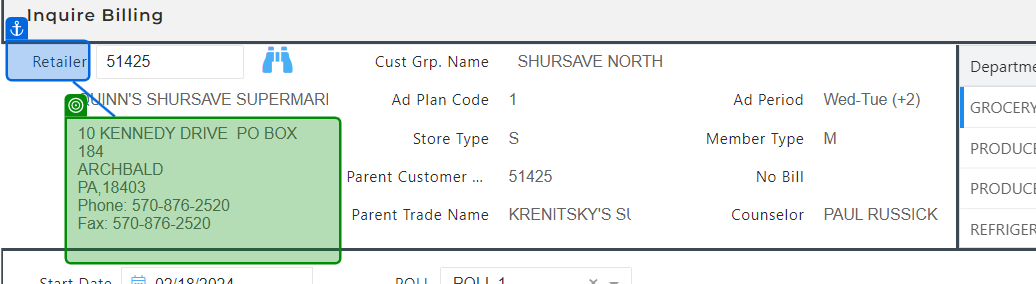 Inquire Billing
Retailer 51425 Cust Grp. Name SHURSAVE NORTH
QUINN'S SHURSAVE SUPERMARI Ad Plan Code 1 Ad Period Wed-Tue (+2)
10 KENNEDY DRIVE PO BOX
184
ARCHBALD
PA,18403
Phone: 570-876-2520
Fax: 570-876-2520
Store Type S Member Type M
Parent Customer ... 51425 No Bill
Parent Trade Name KRENITSKY'S SU Counselor PAUL RUSSICK
Departme
GROCERY
PRODUCE
PRODUCE
REFRIGER
Start Date 02/18/2024 ROLL ROLL 1